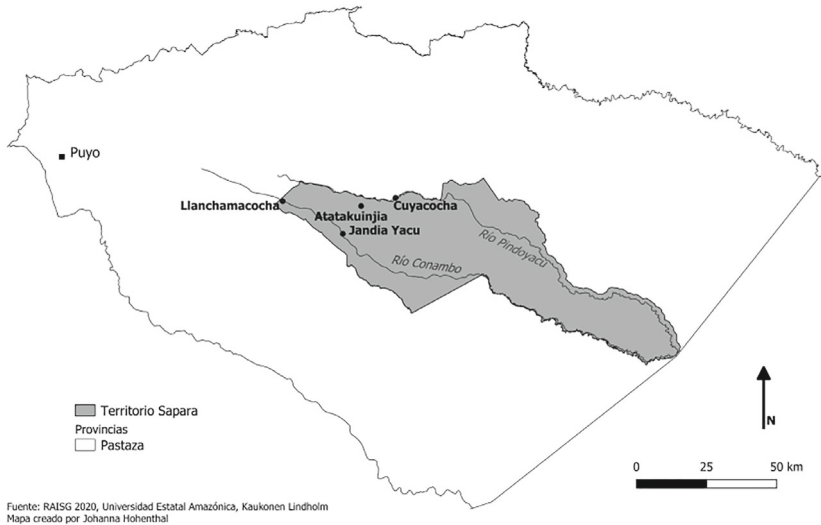 Puyo
Llanchamacocha
Cuyacocha
Atatakuinjia
Jandia Yacu
Río Pindoyacu
Río Conambo
Territorio Sapara
Provincias
Pastaza
N
0 25 50 km
Fuente: RAISG 2020, Universidad Estatal Amazónica, Kaukonen Lindholm
Mapa creado por Johanna Hohenthal